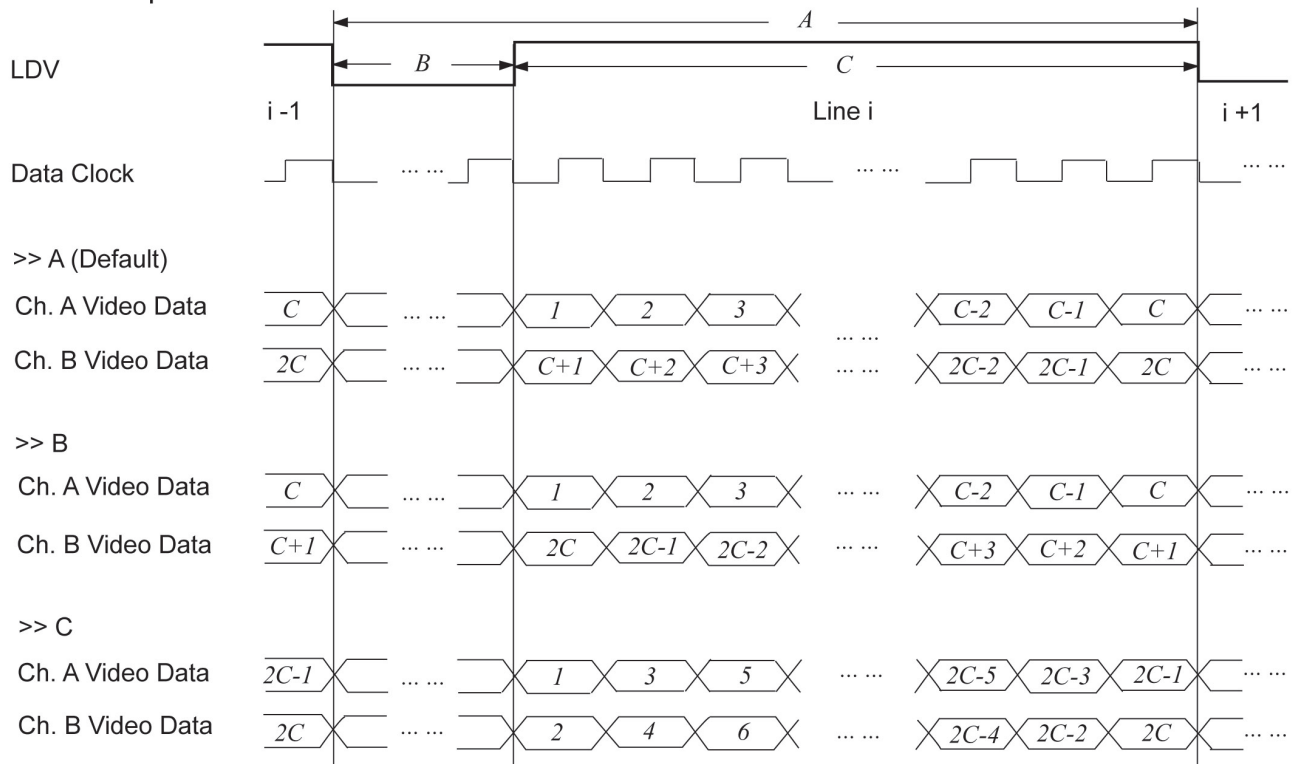 A
LDV B C
i -1 Line i i +1
Data Clock ... ... ... ... ... ...
>> A (Default)
Ch. A Video Data C ... ... 1 2 3 C-2 C-1 C ... ...
... ...
Ch. B Video Data 2C ... ... C+1 C+2 C+3 ... ... 2C-2 2C-1 2C ... ...
>> B
Ch. A Video Data C ... ... 1 2 3 ... ... C-2 C-1 C ... ...
Ch. B Video Data C+1 ... ... 2C 2C-1 2C-2 ... ... C+3 C+2 C+1 ... ...
>> C
Ch. A Video Data 2C-1 ... ... 1 3 5 ... ... 2C-5 2C-3 2C-1 ... ...
Ch. B Video Data 2C ... ... 2 4 6 ... ... 2C-4 2C-2 2C ... ...